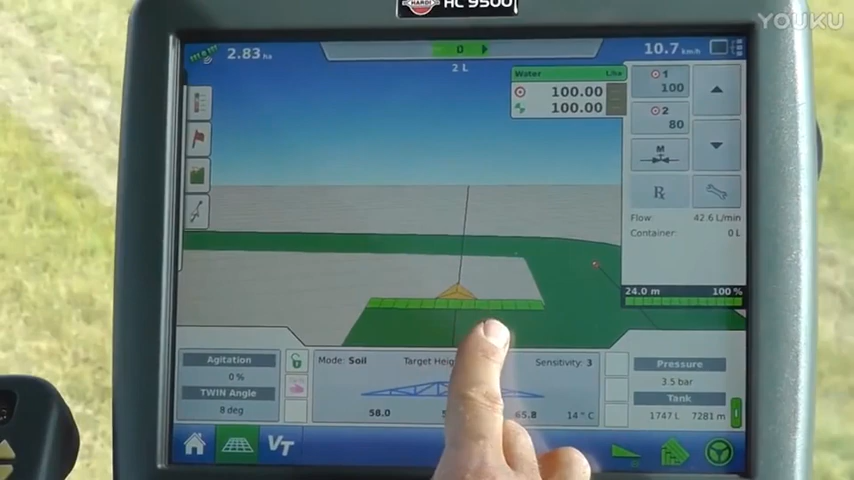 HARDI HC 9500
YOUKU
2.83 ha
0
10.7 km/h
2 L
Water L/ha
100.00
100.00
1
100
2
80
M
Rx
Flow: 42.6 L/min
Container: 0 L
24.0 m 100 %
Agitation
0 %
TWIN Angle
8 deg
Mode: Soil Target Sensitivity: 3
58.0 65.8 14°C
Pressure
3.5 bar
Tank
1747 L 7281 m
VT